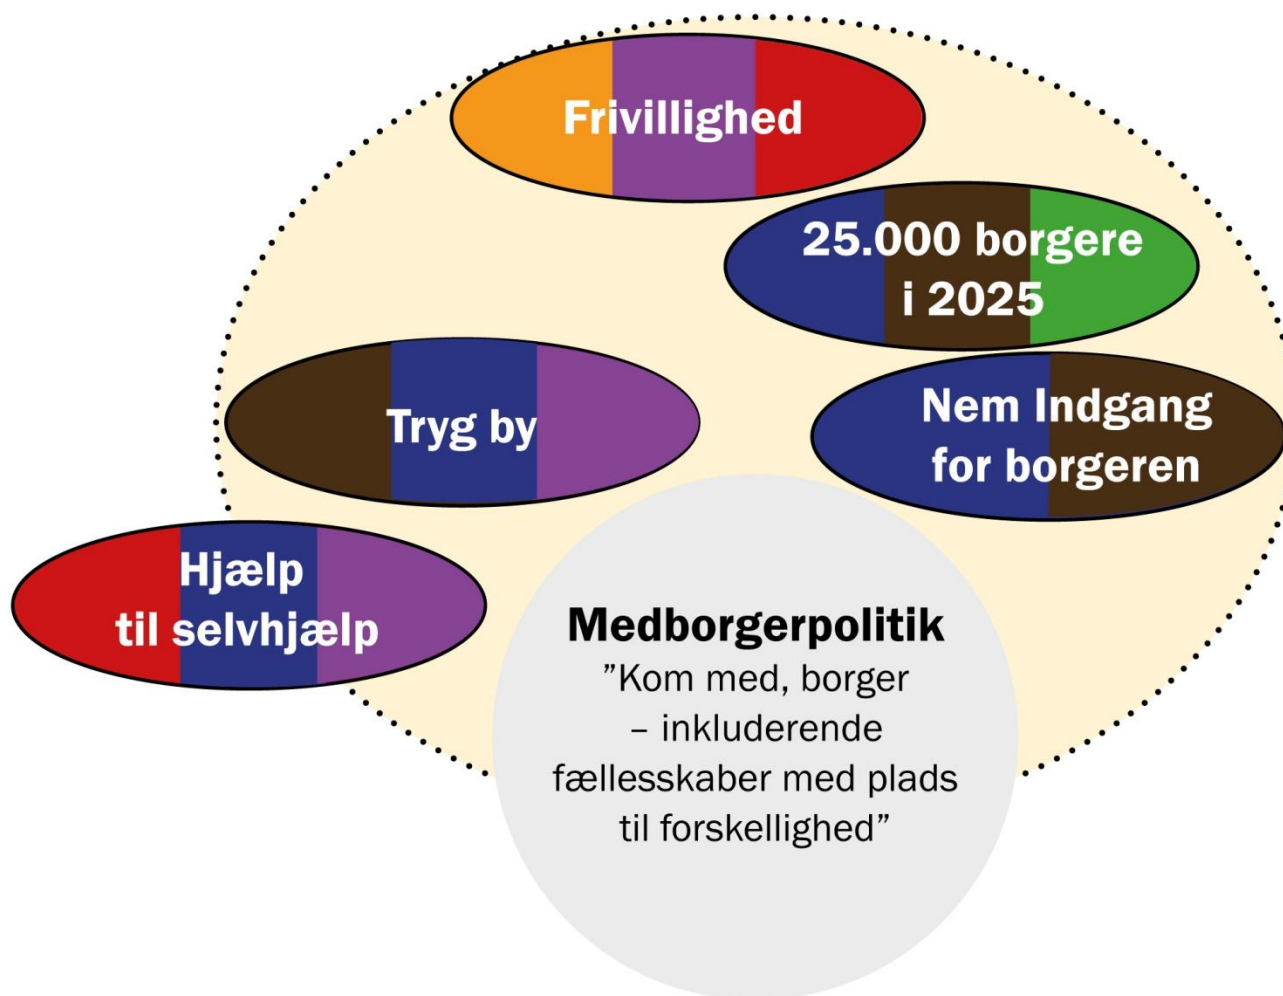 Frivillighed
25.000 borgere
i 2025
Tryg by
Nem Indgang
for borgeren
Hjælp
til selvhjælp
Medborgerpolitik
”Kom med, borger
– inkluderende
fællesskaber med plads
til forskellighed”